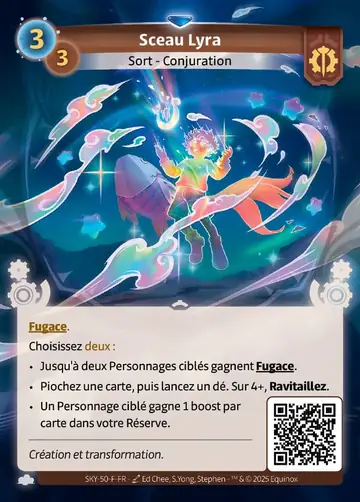 3
Sceau Lyra
3
Sort - Conjuration
Fugace.
Choisissez deux :
• Jusqu'à deux Personnages ciblés gagnent Fugace.
• Piochez une carte, puis lancez un dé. Sur 4+, Ravitaillez.
• Un Personnage ciblé gagne 1 boost par
carte dans votre Réserve.
Création et transformation.
SKY-50-F-FR - Ed Chee, S.Yong, Stephen - ™ & © 2025 Equinox